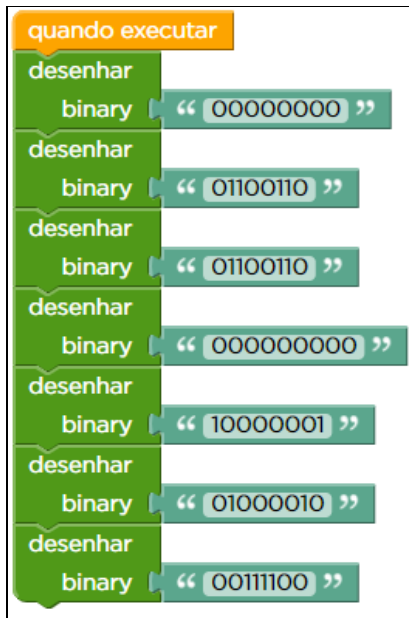 quando executar
desenhar
binary “ 00000000 ”
desenhar
binary “ 01100110 ”
desenhar
binary “ 01100110 ”
desenhar
binary “ 000000000 ”
desenhar
binary “ 10000001 ”
desenhar
binary “ 01000010 ”
desenhar
binary “ 00111100 ”